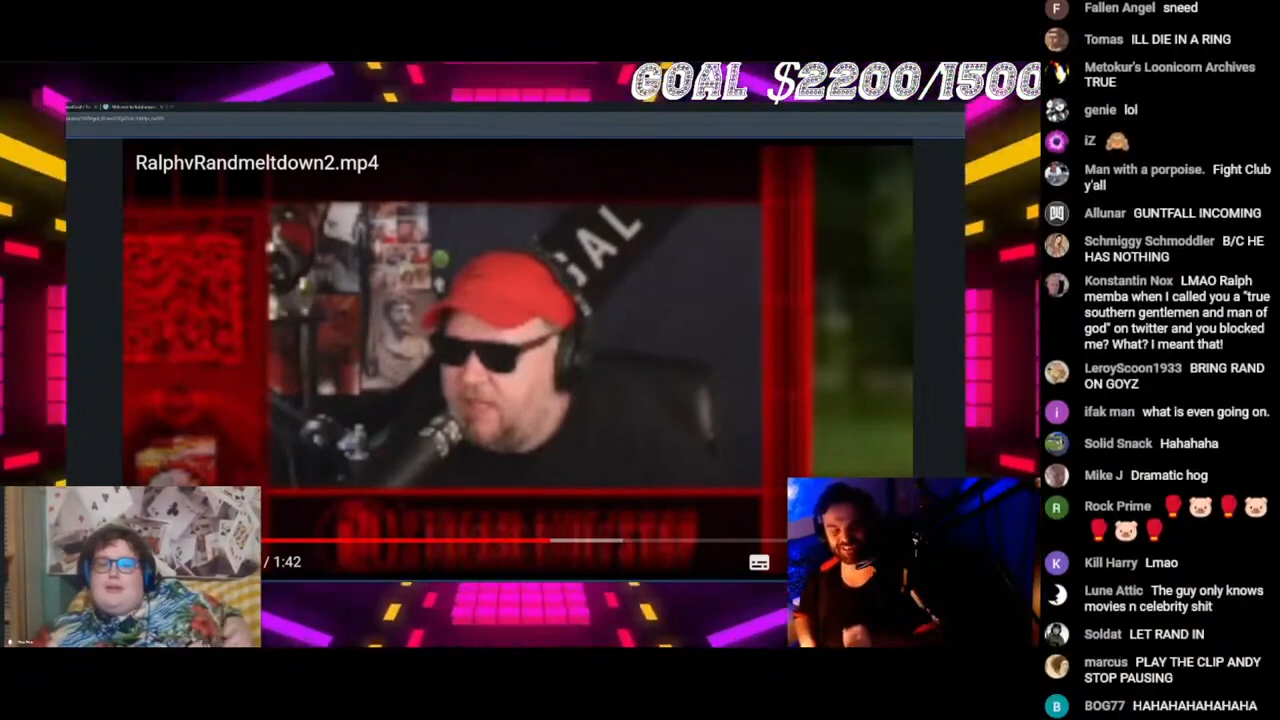 GOAL $2200/1500
RalphvRandmeltdown2.mp4
GAL
/ 1:42
Fallen Angel sneed
Tomas ILL DIE IN A RING
Metokur's Loonicorn Archives
TRUE
genie lol
iZ
Man with a porpoise. Fight Club
y'all
Allunar GUNTFALL INCOMING
Schmiggy Schmoddler B/C HE
HAS NOTHING
Konstantin Nox LMAO Ralph
memba when I called you a "true
southern gentlemen and man of
god" on twitter and you blocked
me? What? I meant that!
LeroyScoon1933 BRING RAND
ON GOYZ
ifak man what is even going on.
Solid Snack Hahahaha
Mike J Dramatic hog
Rock Prime
Kill Harry Lmao
Lune Attic The guy only knows
movies n celebrity shit
Soldat LET RAND IN
marcus PLAY THE CLIP ANDY
STOP PAUSING
BOG77 HAHAHAHAHAHAHA